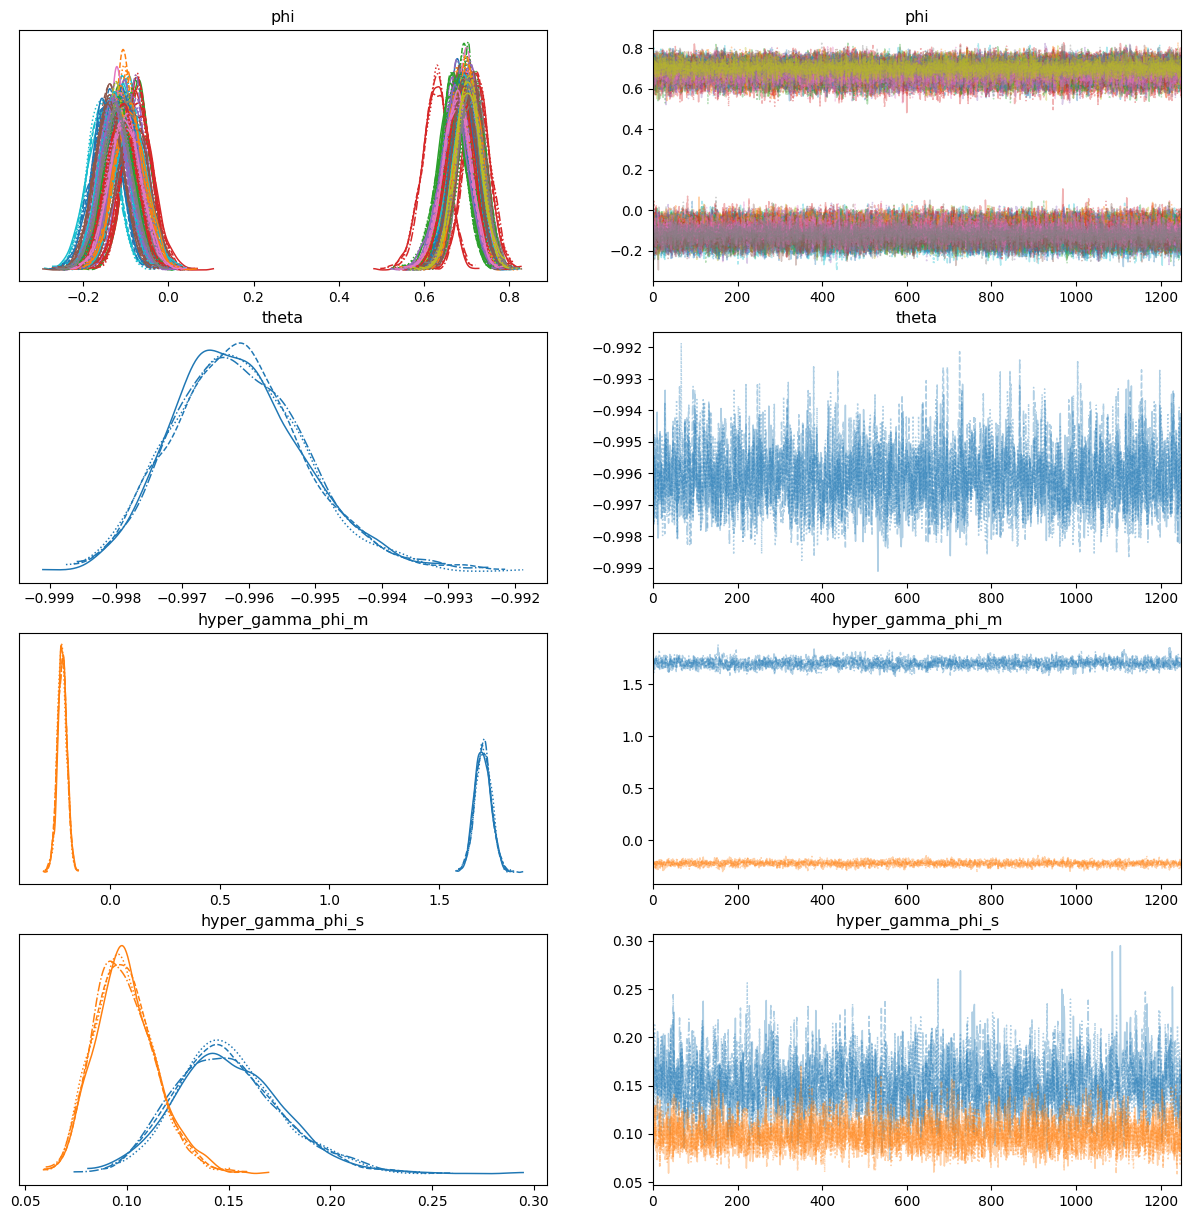 phi
phi
−0.2 0.0 0.2 0.4 0.6 0.8
0.8
0.6
0.4
0.2
0.0
−0.2
0 200 400 600 800 1000 1200
theta
theta
−0.999 −0.998 −0.997 −0.996 −0.995 −0.994 −0.993 −0.992
−0.992
−0.993
−0.994
−0.995
−0.996
−0.997
−0.998
−0.999
0 200 400 600 800 1000 1200
hyper_gamma_phi_m
hyper_gamma_phi_m
0.0 0.5 1.0 1.5
1.5
1.0
0.5
0.0
0 200 400 600 800 1000 1200
hyper_gamma_phi_s
hyper_gamma_phi_s
0.05 0.10 0.15 0.20 0.25 0.30
0.30
0.25
0.20
0.15
0.10
0.05
0 200 400 600 800 1000 1200